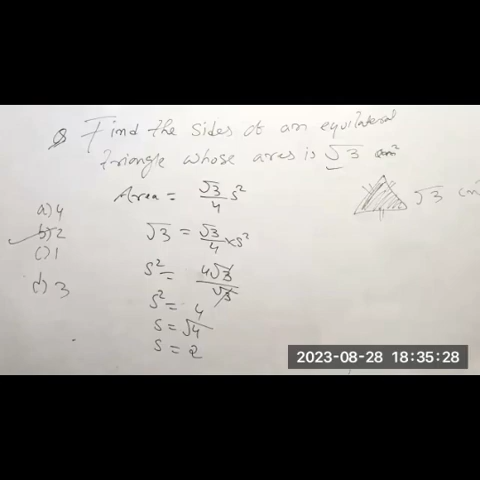 Q Find the sides of an equilateral
triangle whose area is √3 cm²
Area = √3/4 s²
√3 cm²
a) 4
√3 = √3/4 × s²
b) 2
c) 1
s² = 4√3/√3
d) 3
s² = 4
s = √4
s = 2
2023-08-28 18:35:28